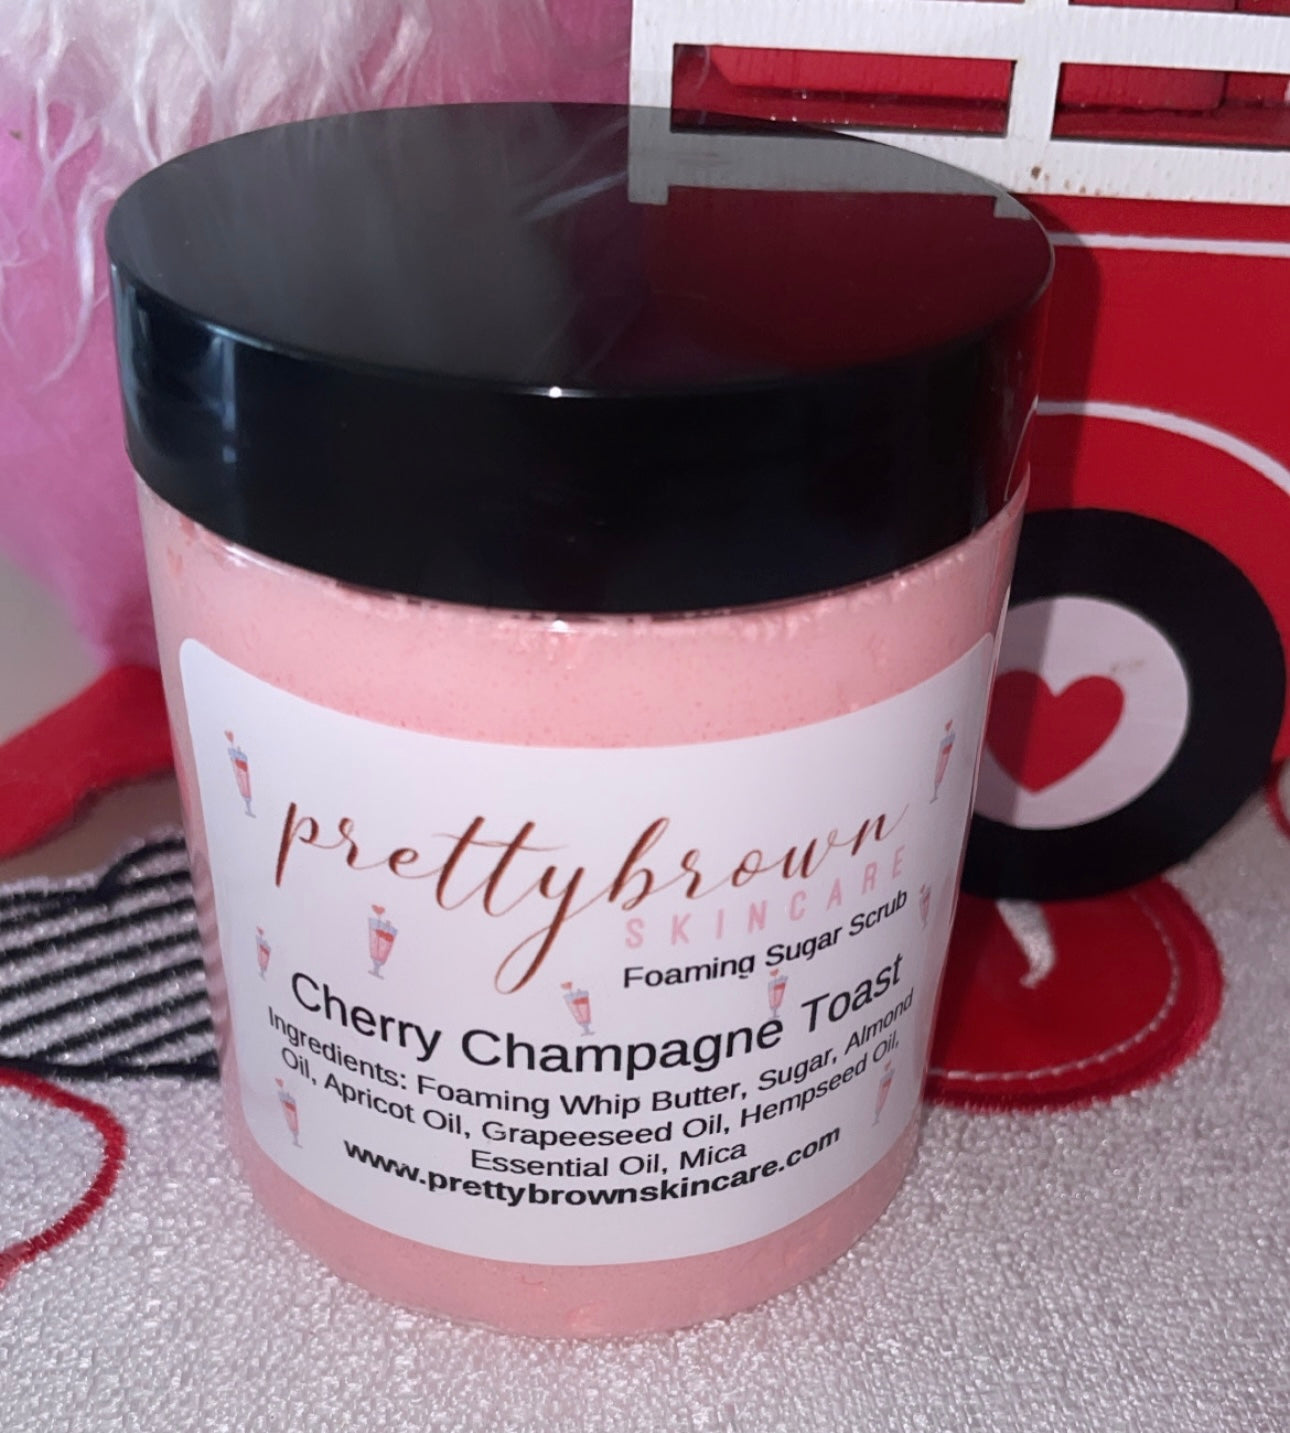 prettybrown
SKINCARE
Foaming Sugar Scrub
Cherry Champagne Toast
Ingredients: Foaming Whip Butter, Sugar, Almond
Oil, Apricot Oil, Grapeeseed Oil, Hempseed Oil,
Essential Oil, Mica
www.prettybrownskincare.com